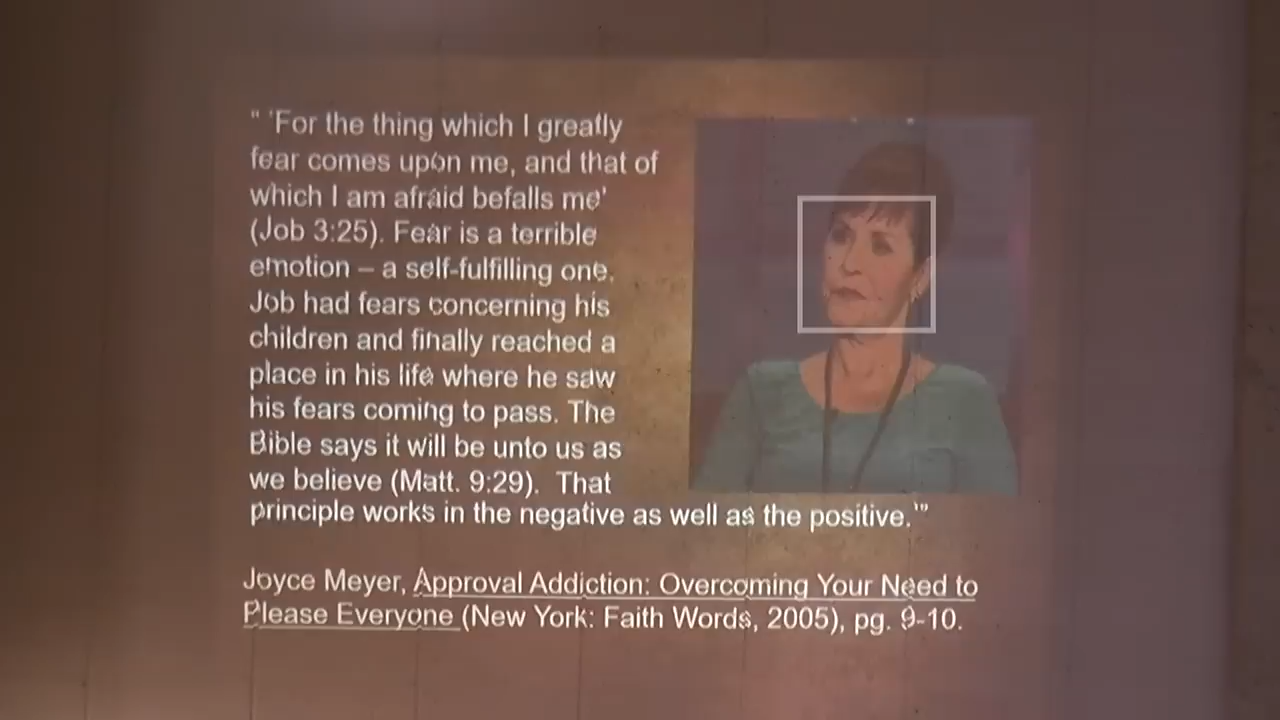 " 'For the thing which I greatly
fear comes upon me, and that of
which I am afraid befalls me'
(Job 3:25). Fear is a terrible
emotion – a self-fulfilling one.
Job had fears concerning his
children and finally reached a
place in his life where he saw
his fears coming to pass. The
Bible says it will be unto us as
we believe (Matt. 9:29).  That
principle works in the negative as well as the positive.'"
Joyce Meyer, Approval Addiction: Overcoming Your Need to
Please Everyone (New York: Faith Words, 2005), pg. 9-10.